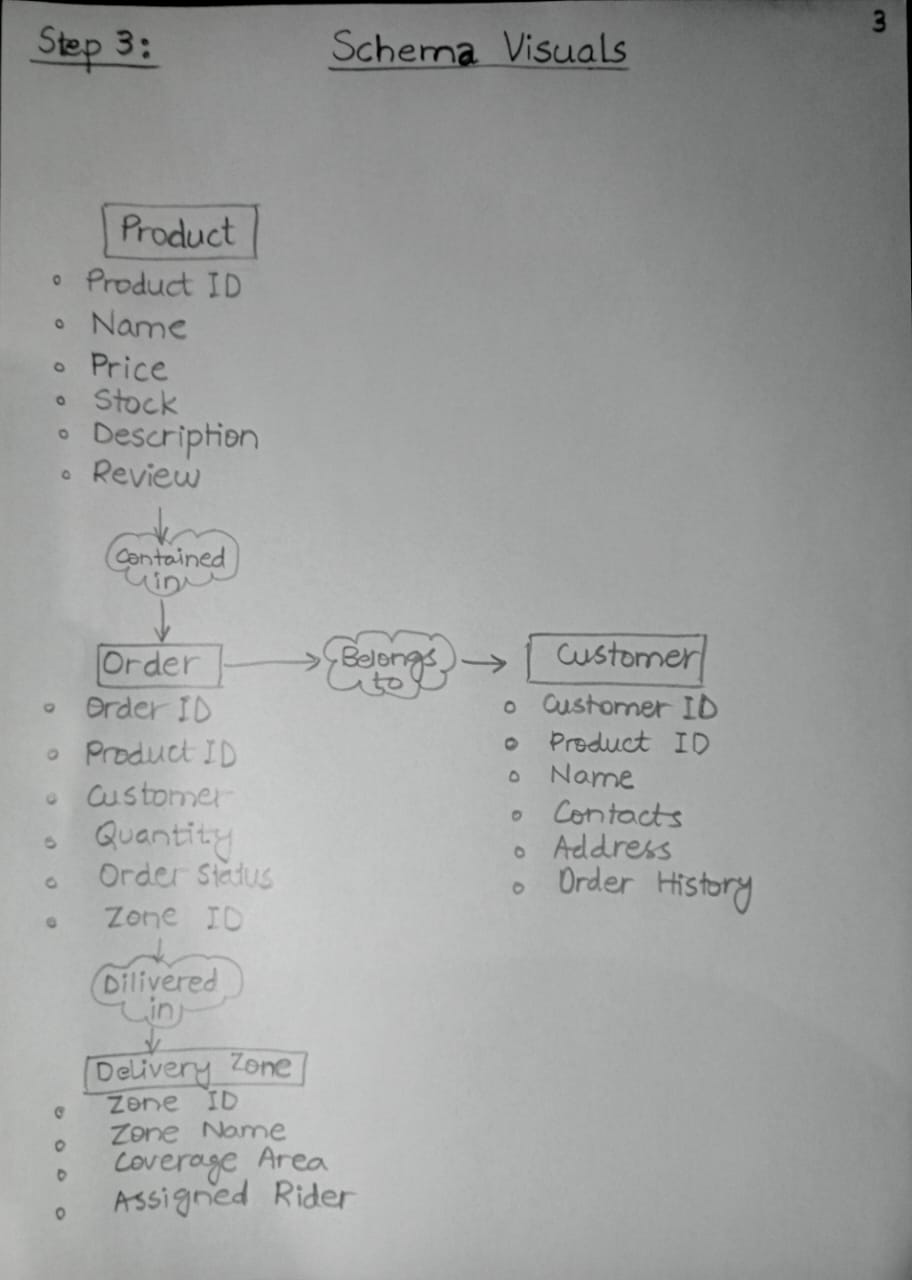 3
Step 3:
Schema Visuals
Product
Product ID
Name
Price
Stock
Description
Review
Contained
in
Order
Belongs
to
Customer
Order ID
Product ID
Customer
Quantity
Order Status
Zone ID
Customer ID
Product ID
Name
Contacts
Address
Order History
Dilivered
in
Delivery Zone
Zone ID
Zone Name
Coverage Area
Assigned Rider